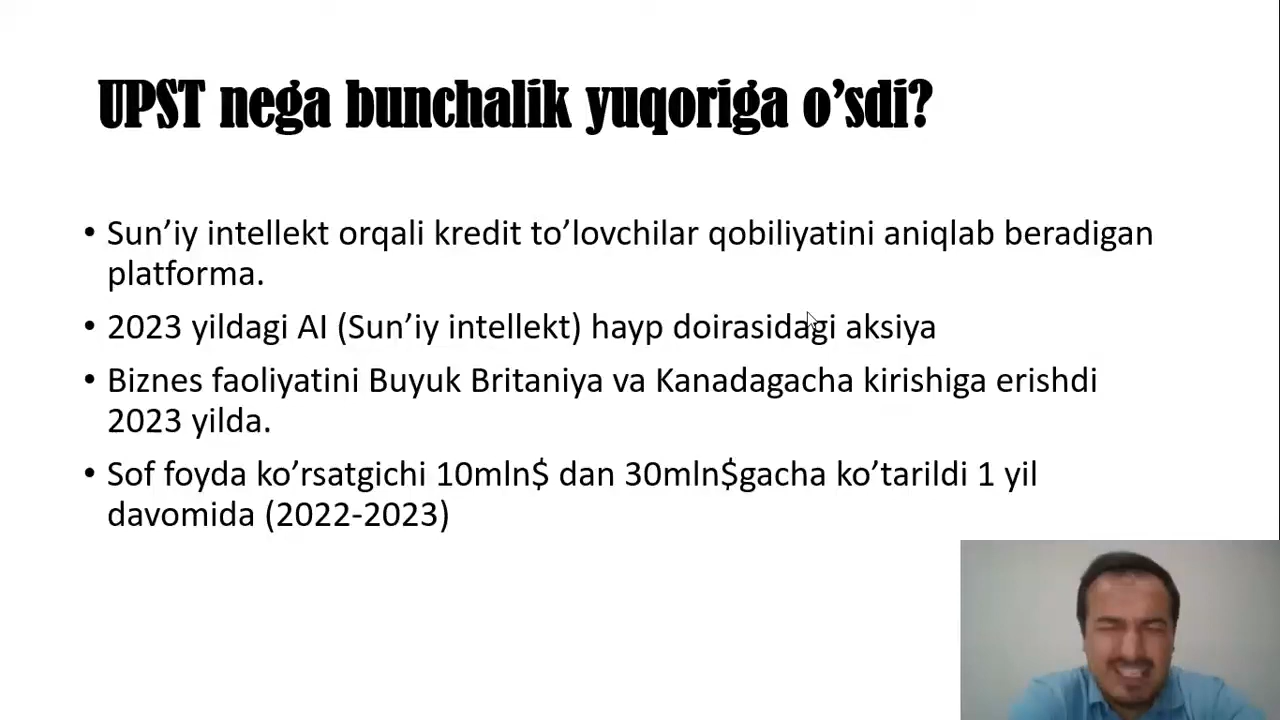 UPST nega bunchalik yuqoriga o’sdi?
• Sun’iy intellekt orqali kredit to’lovchilar qobiliyatini aniqlab beradigan
platforma.
• 2023 yildagi AI (Sun’iy intellekt) hayp doirasidagi aksiya
• Biznes faoliyatini Buyuk Britaniya va Kanadagacha kirishiga erishdi
2023 yilda.
• Sof foyda ko’rsatgichi 10mln$ dan 30mln$gacha ko’tarildi 1 yil
davomida (2022-2023)